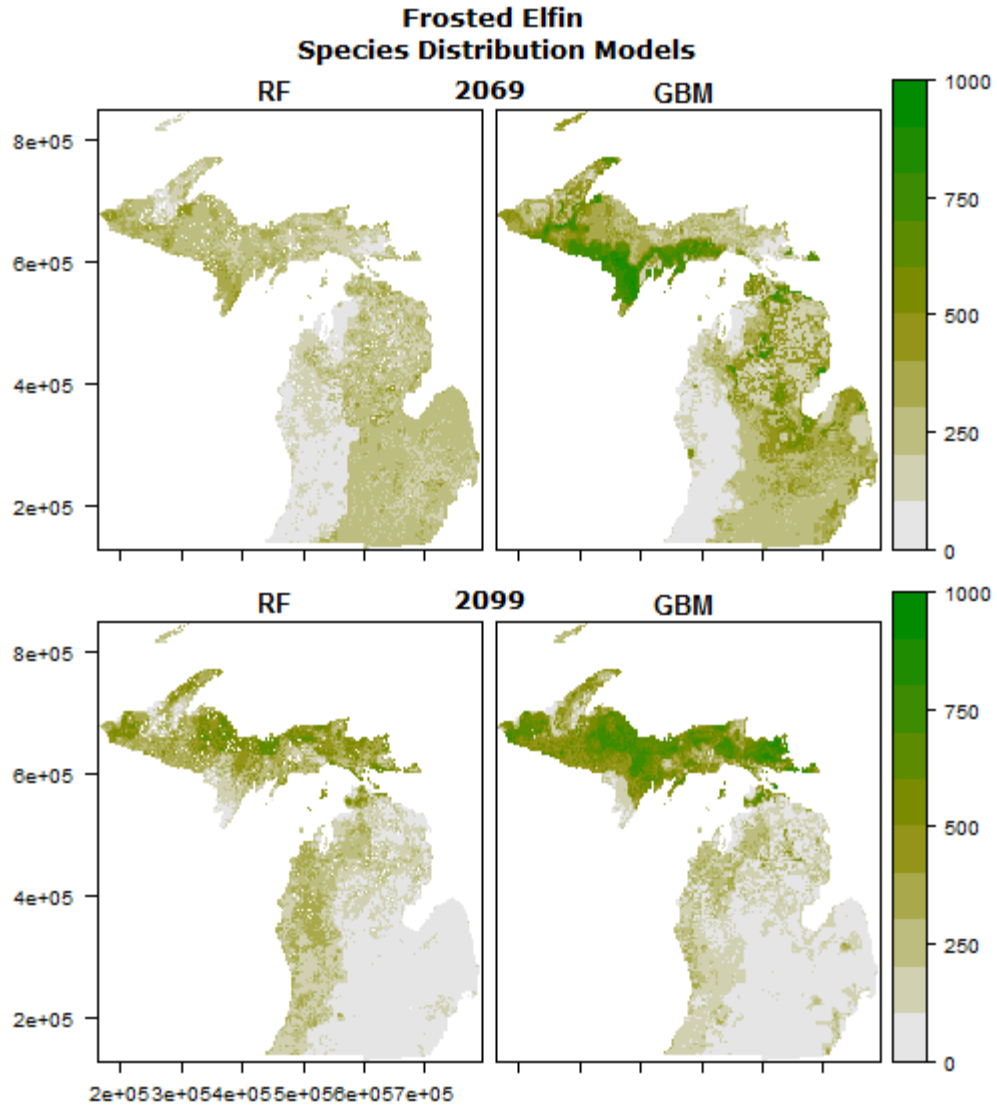 Frosted Elfin
Species Distribution Models
RF 2069 GBM
8e+05
6e+05
4e+05
2e+05
1000
750
500
250
0
RF 2099 GBM
8e+05
6e+05
4e+05
2e+05
1000
750
500
250
0
2e+053e+054e+055e+056e+057e+05